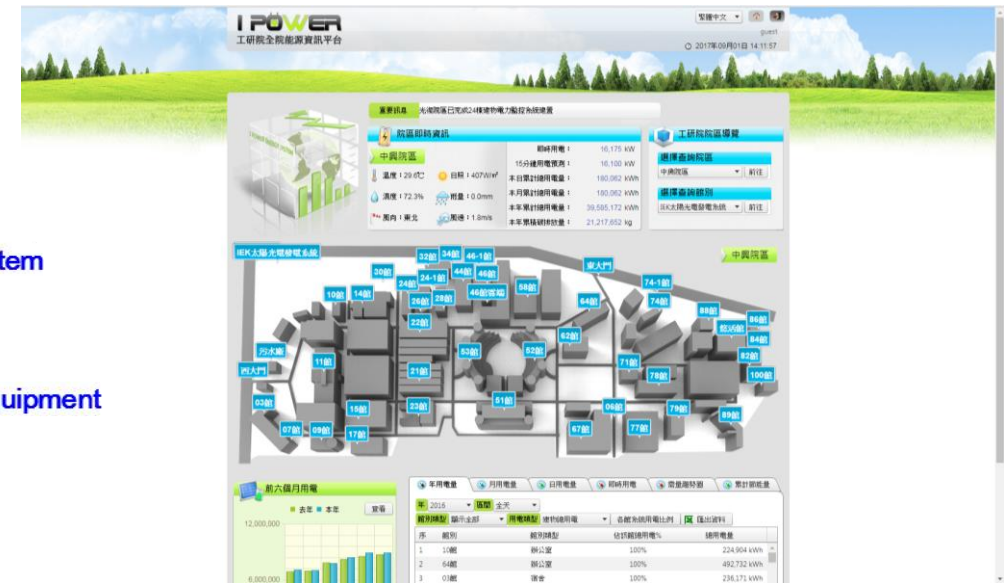 I POWER
工研院全院能源資訊平台
繁體中文
guest
2017年09月01日 14:11:57
重要訊息 光復院區已完成24棟建物電力監控系統建置
院區即時資訊
中興院區
溫度：29.6℃ 日照：407W/m²
濕度：72.3% 雨量：0.0mm
風向：東北 風速：1.8m/s
即時用電： 16,175 kW
15分鐘用電預測： 16,100 kW
本日累計總用電量： 180,062 kWh
本月累計總用電量： 180,062 kWh
本年累計總用電量： 39,585,172 kWh
本年累積碳排放量： 21,217,652 kg
工研院院區導覽
選擇查詢院區
中興院區 前往
選擇查詢館別
IEK太陽光電發電系統 前往
tem
uipment
IEK太陽光電發電系統
中興院區
32館 34館 46-1館
東大門
30館 24館 24-1館 44館 46館
74-1館
10館 14館 26館 28館 46館雲端 58館
64館 74館
88館 86館
22館
62館
悠活館 84館
污水廠
53館 52館
82館
西大門 11館
21館
71館 78館 100館
03館
15館 23館 51館
06館 79館 89館
07館 09館 17館
67館 77館
前六個月用電
去年 本年 查看
12,000,000
6,000,000
年用電量 月用電量 日用電量 即時用電 需量趨勢圖 累計節能量
年 2016 區間 全天
館別類型 顯示全部 用電類型 建物總用電 各館系統用電比例 匯出資料
序 館別 館別類型 佔該館總用電% 總用電量
1 10館 辦公室 100% 224,904 kWh
2 64館 辦公室 100% 492,732 kWh
3 03館 宿舍 100% 236,171 kWh